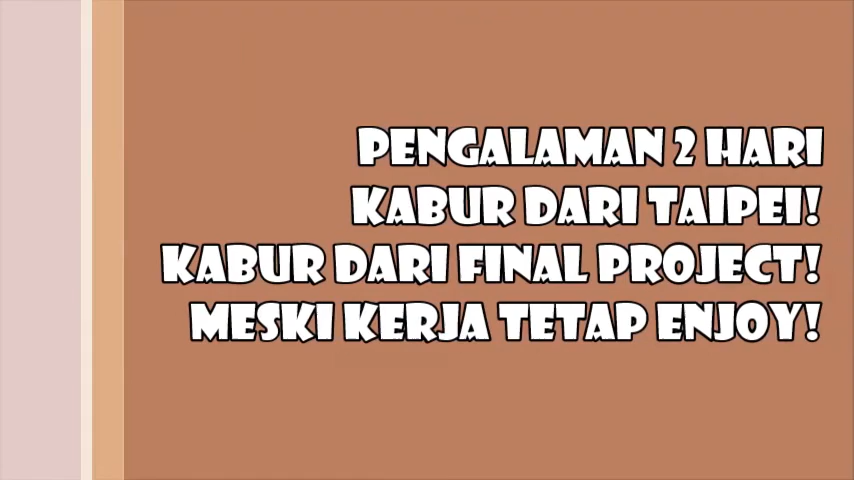 PENGALAMAN 2 HARI
KABUR DARI TAIPEI!
KABUR DARI FINAL PROJECT!
MESKI KERJA TETAP ENJOY!